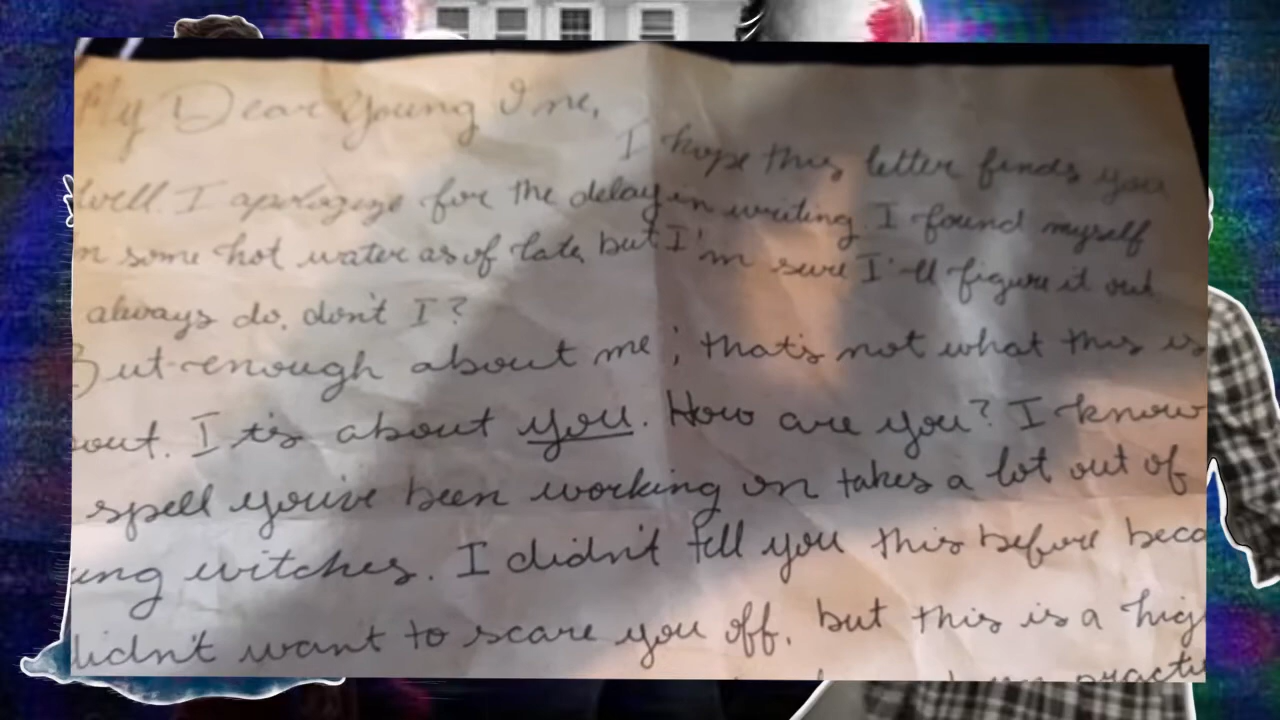 My Dear Young One,
I hope this letter finds you
well. I apologize for the delay in writing. I found myself
n some hot water as of late, but I'm sure I'll figure it out
always do, don't I?
But enough about me; that's not what this is
out. It is about you. How are you? I know
spell you've been working on takes a lot out of
ung witches. I didn't tell you this before beca
didn't want to scare you off, but this is a hig
practi